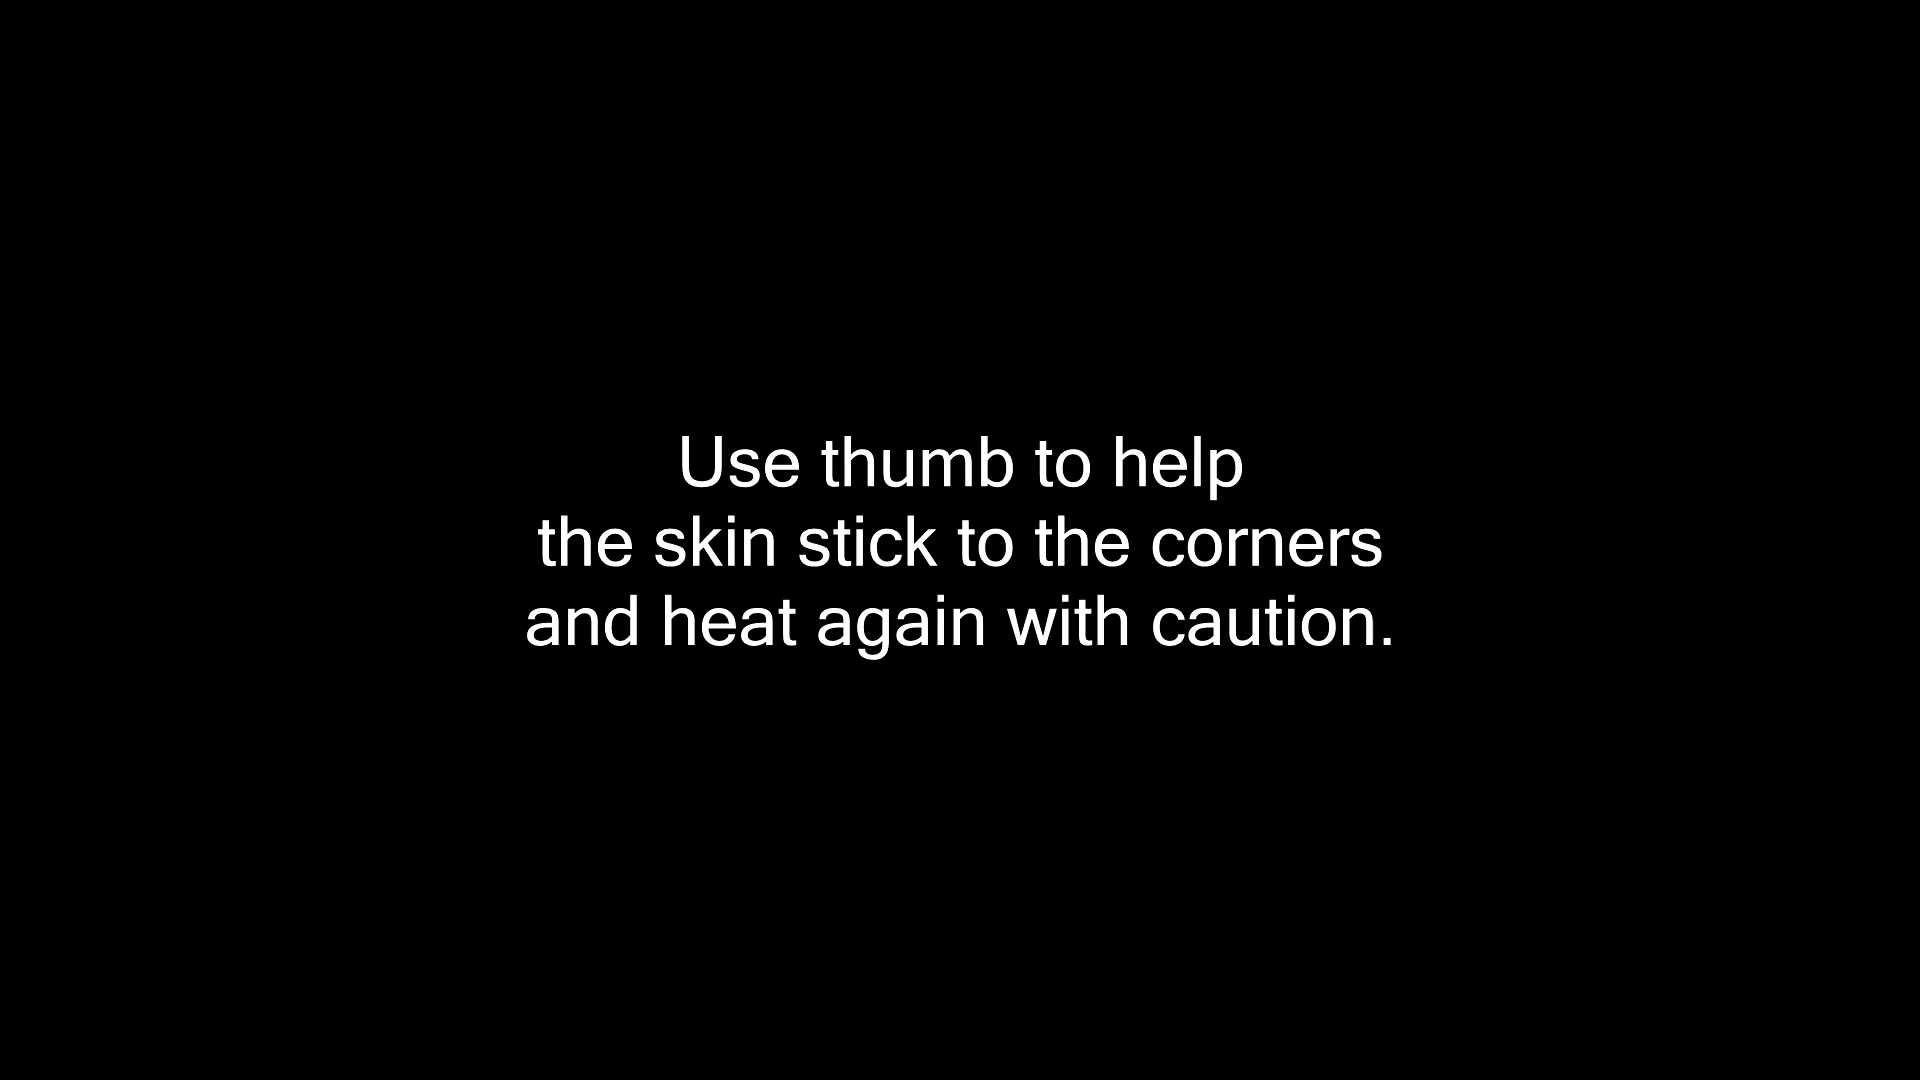 Use thumb to help
the skin stick to the corners
and heat again with caution.